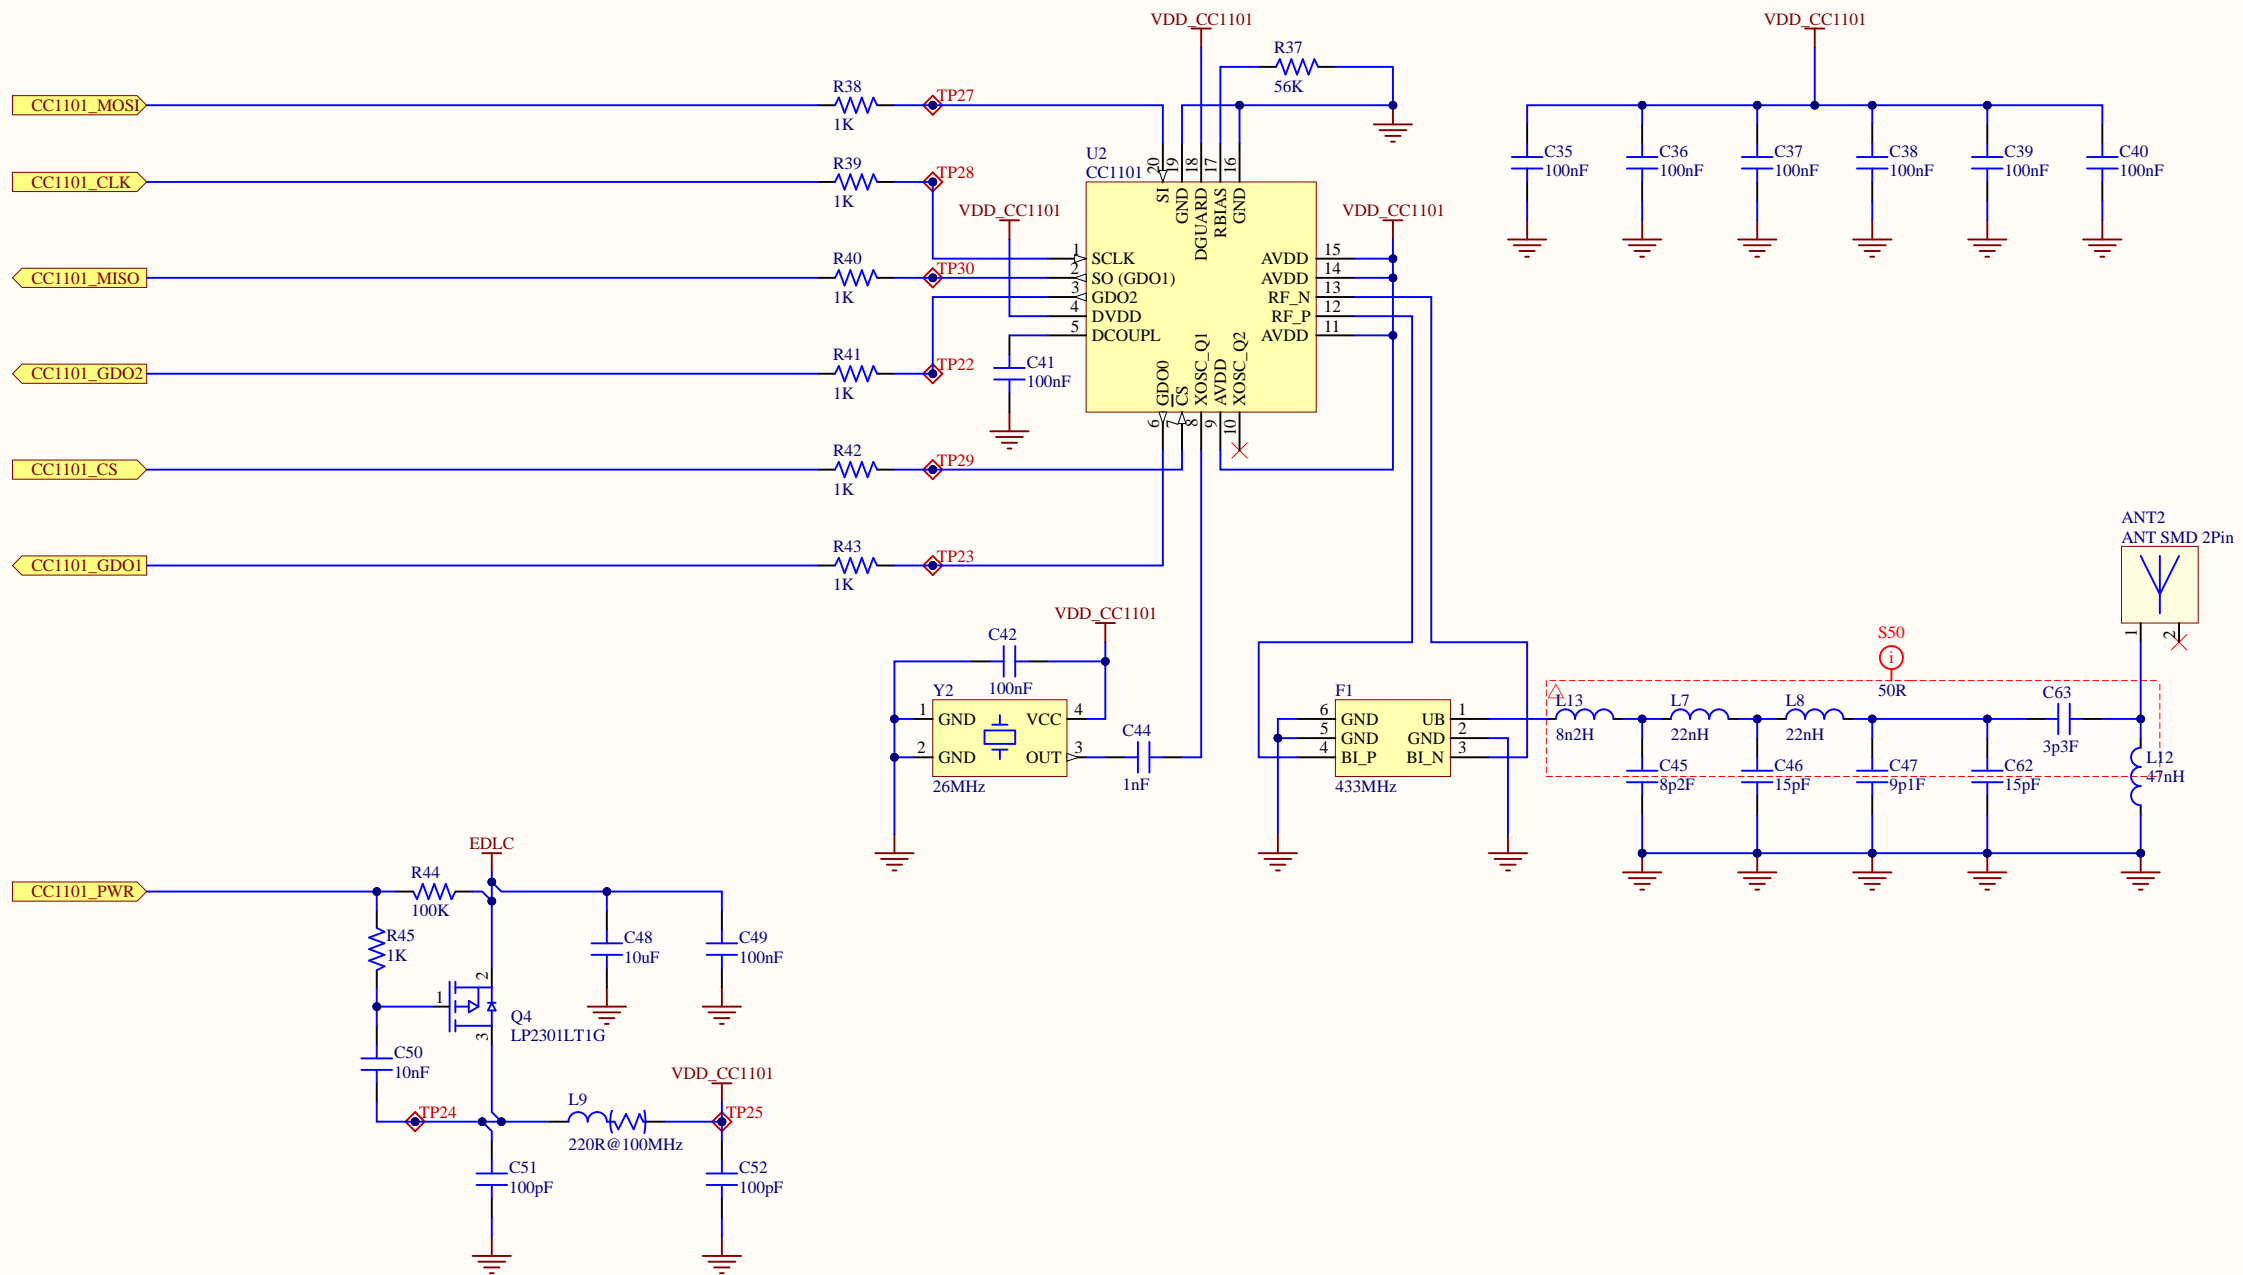 VDD_CC1101
VDD_CC1101
R37
56K
CC1101_MOSI
R38
1K
TP27
CC1101_CLK
R39
1K
TP28
CC1101_MISO
R40
1K
TP30
CC1101_GDO2
R41
1K
TP22
CC1101_CS
R42
1K
TP29
CC1101_GDO1
R43
1K
TP23
U2
CC1101
20
19
18
17
16
SI
GND
DGUARD
RBIAS
GND
VDD_CC1101
VDD_CC1101
1 SCLK
2 SO (GDO1)
3 GDO2
4 DVDD
5 DCOUPL
AVDD 15
AVDD 14
RF_N 13
RF_P 12
AVDD 11
GDO0
CS
XOSC_Q1
AVDD
XOSC_Q2
6
7
8
9
10
C41
100nF
C35
100nF
C36
100nF
C37
100nF
C38
100nF
C39
100nF
C40
100nF
VDD_CC1101
C42
100nF
Y2
1 GND
2 GND
VCC 4
OUT 3
26MHz
C44
1nF
F1
6 GND
5 GND
4 BI_P
UB 1
GND 2
BI_N 3
433MHz
ANT2
ANT SMD 2Pin
1
2
S50
i
50R
L13
8n2H
L7
22nH
L8
22nH
C63
3p3F
L12
47nH
C45
8p2F
C46
15pF
C47
9p1F
C62
15pF
EDLC
CC1101_PWR
R44
100K
R45
1K
C48
10uF
C49
100nF
1
2
3
Q4
LP2301LT1G
C50
10nF
TP24
L9
220R@100MHz
VDD_CC1101
TP25
C51
100pF
C52
100pF